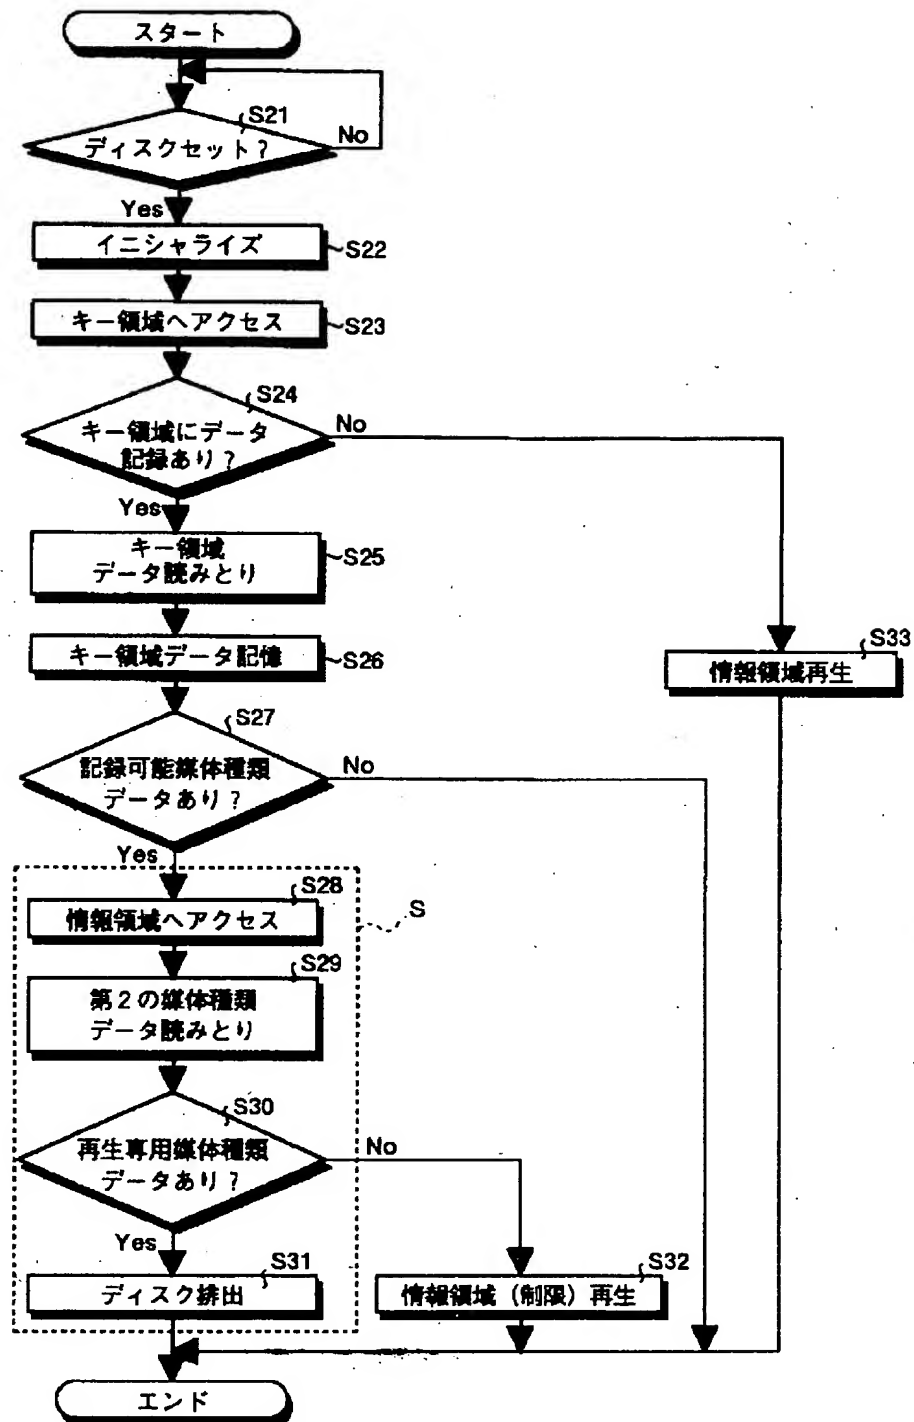 スタート
S21
ディスクセット？
No
Yes
イニシャライズ
S22
キー領域へアクセス
S23
S24
キー領域にデータ
記録あり？
No
Yes
キー領域
データ読みとり
S25
キー領域データ記憶
S26
S33
情報領域再生
S27
記録可能媒体種類
データあり？
No
Yes
S28
情報領域へアクセス
S
S29
第２の媒体種類
データ読みとり
S30
再生専用媒体種類
データあり？
No
Yes
S31
ディスク排出
S32
情報領域（制限）再生
エンド